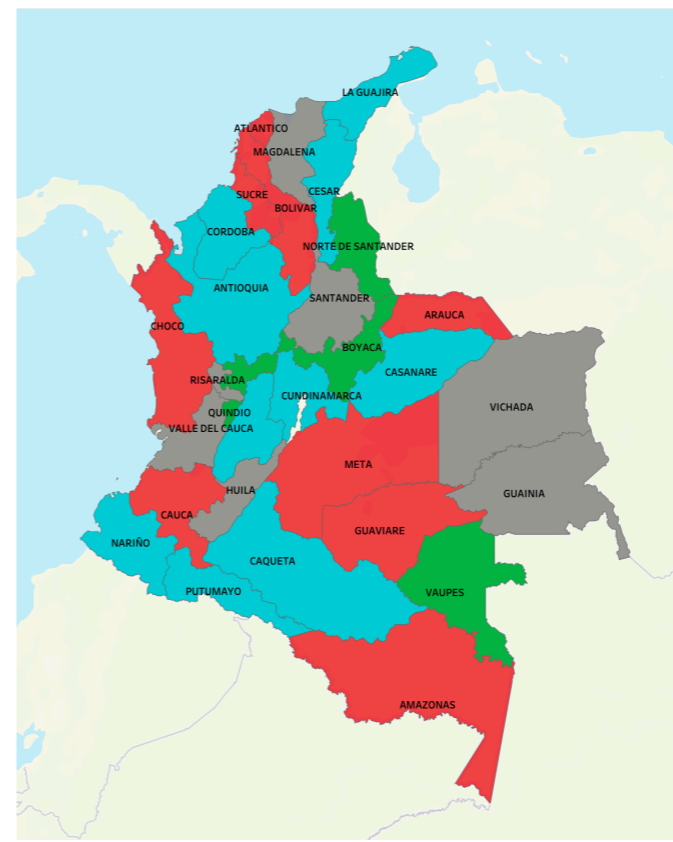 LA GUAJIRA
ATLANTICO
MAGDALENA
CESAR
SUCRE
BOLIVAR
CORDOBA
NORTE DE SANTANDER
ANTIOQUIA
SANTANDER
ARAUCA
CHOCO
BOYACA
CASANARE
RISARALDA
CUNDINAMARCA
VICHADA
QUINDIO
VALLE DEL CAUCA
META
HUILA
GUAINIA
CAUCA
GUAVIARE
NARIÑO
CAQUETA
PUTUMAYO
VAUPES
AMAZONAS